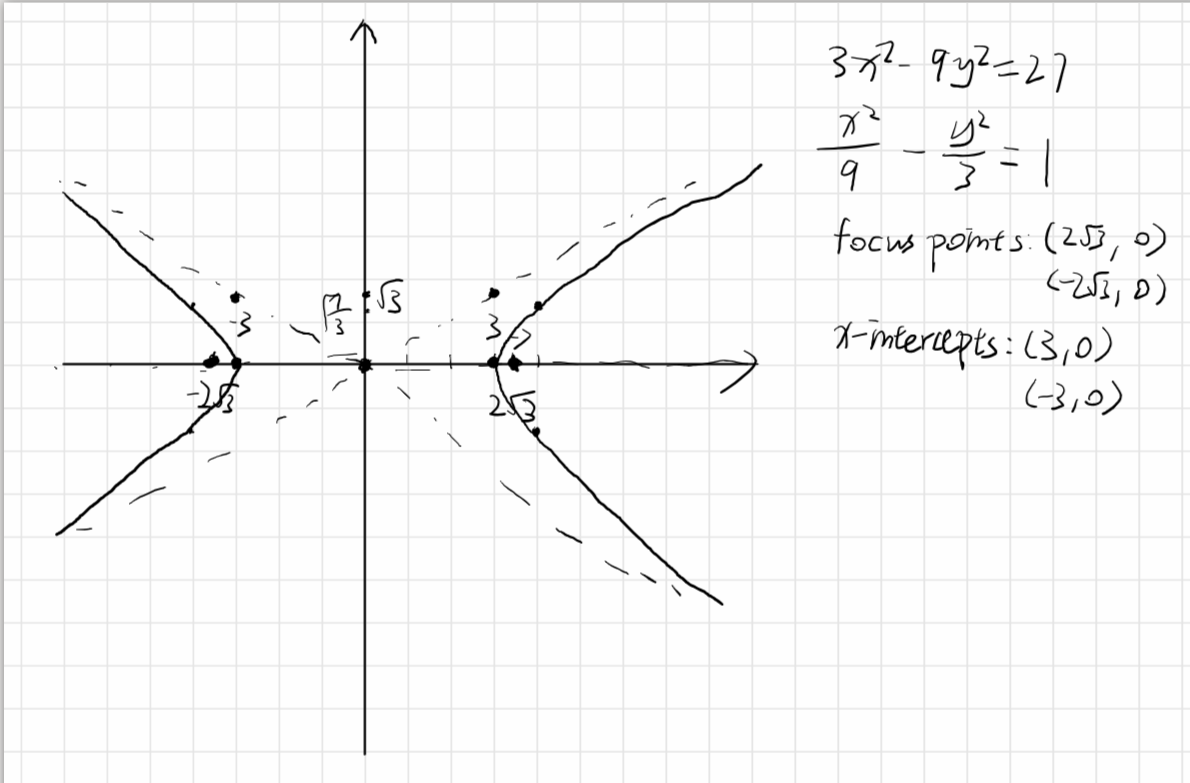 3x² - 9y² = 27
x²/9 - y²/3 = 1
focus points: (2√3, 0)
(-2√3, 0)
x-intercepts: (3,0)
(-3,0)
√3
-3
3
-2√3
2√3